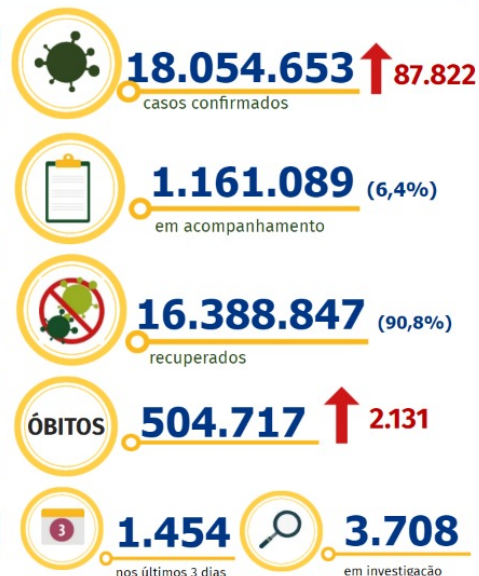 18.054.653 87.822
casos confirmados
1.161.089 (6,4%)
em acompanhamento
16.388.847 (90,8%)
recuperados
ÓBITOS 504.717 2.131
3 1.454 3.708
nos últimos 3 dias em investigação